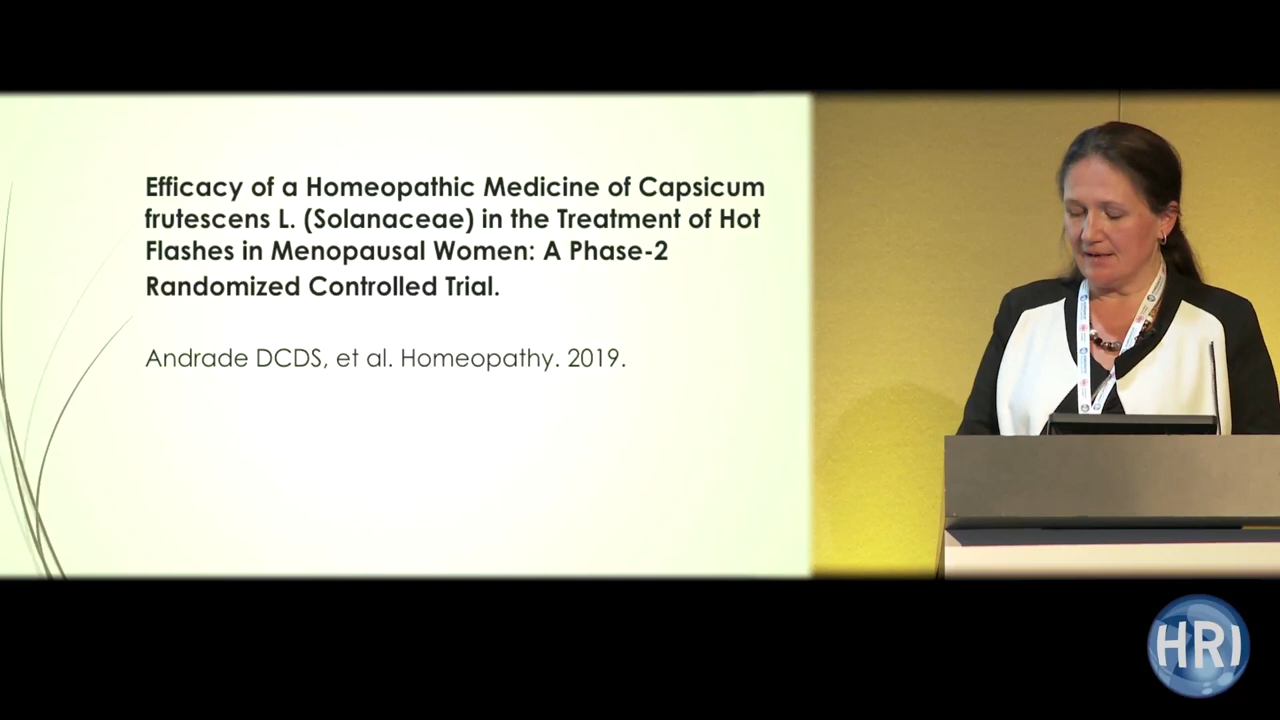 Efficacy of a Homeopathic Medicine of Capsicum
frutescens L. (Solanaceae) in the Treatment of Hot
Flashes in Menopausal Women: A Phase-2
Randomized Controlled Trial.
Andrade DCDS, et al. Homeopathy. 2019.
HRI